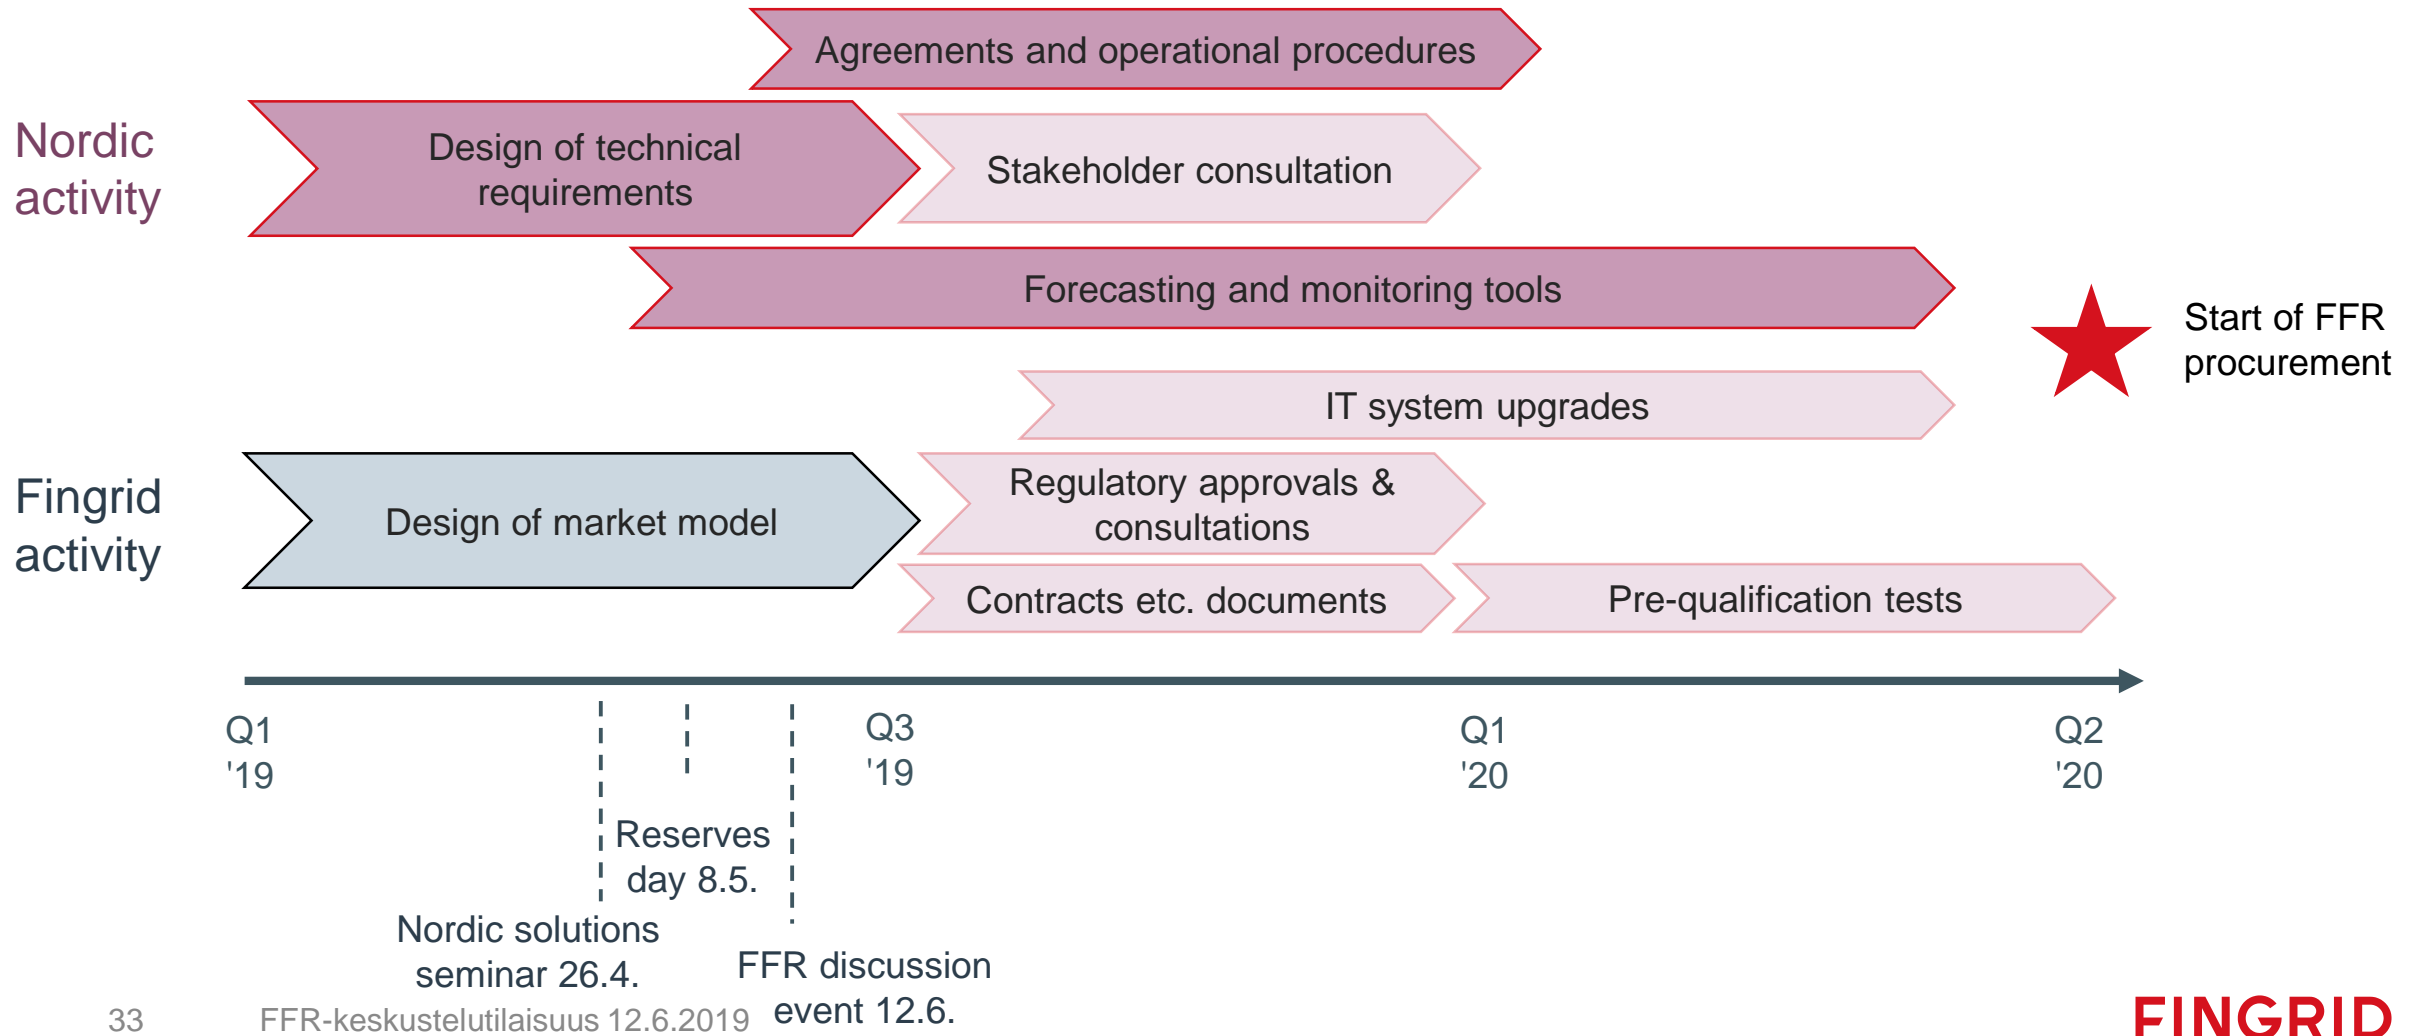 Agreements and operational procedures
Nordic
activity
Design of technical
requirements
Stakeholder consultation
Forecasting and monitoring tools
Start of FFR
procurement
IT system upgrades
Fingrid
activity
Design of market model
Regulatory approvals &
consultations
Contracts etc. documents
Pre-qualification tests
Q1
'19
Q3
'19
Q1
'20
Q2
'20
Reserves
day 8.5.
Nordic solutions
seminar 26.4.
FFR discussion
event 12.6.
33
FFR-keskustelutilaisuus 12.6.2019
FINGRID